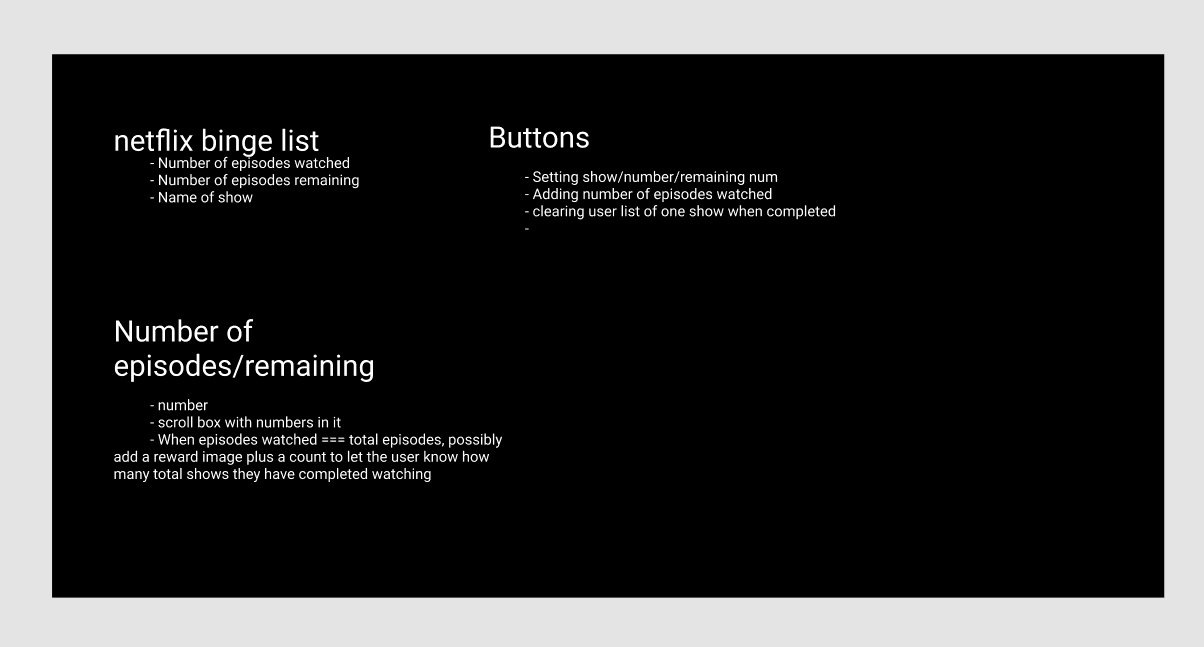 netflix binge list
- Number of episodes watched
- Number of episodes remaining
- Name of show
Buttons
- Setting show/number/remaining num
- Adding number of episodes watched
- clearing user list of one show when completed
-
Number of
episodes/remaining
- number
- scroll box with numbers in it
- When episodes watched === total episodes, possibly
add a reward image plus a count to let the user know how
many total shows they have completed watching